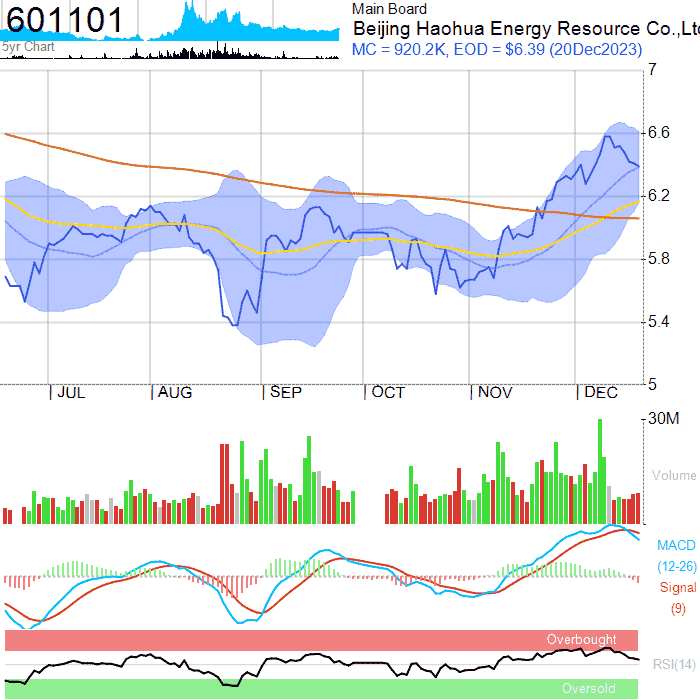 601101
5yr Chart
Main Board
Beijing Haohua Energy Resource Co.,Ltd
MC = 920.2K, EOD = $6.39 (20Dec2023)
7
6.6
6.2
5.8
5.4
5
JUL AUG SEP OCT NOV DEC
30M
Volume
MACD
(12-26)
Signal
(9)
Overbought
RSI(14)
Oversold